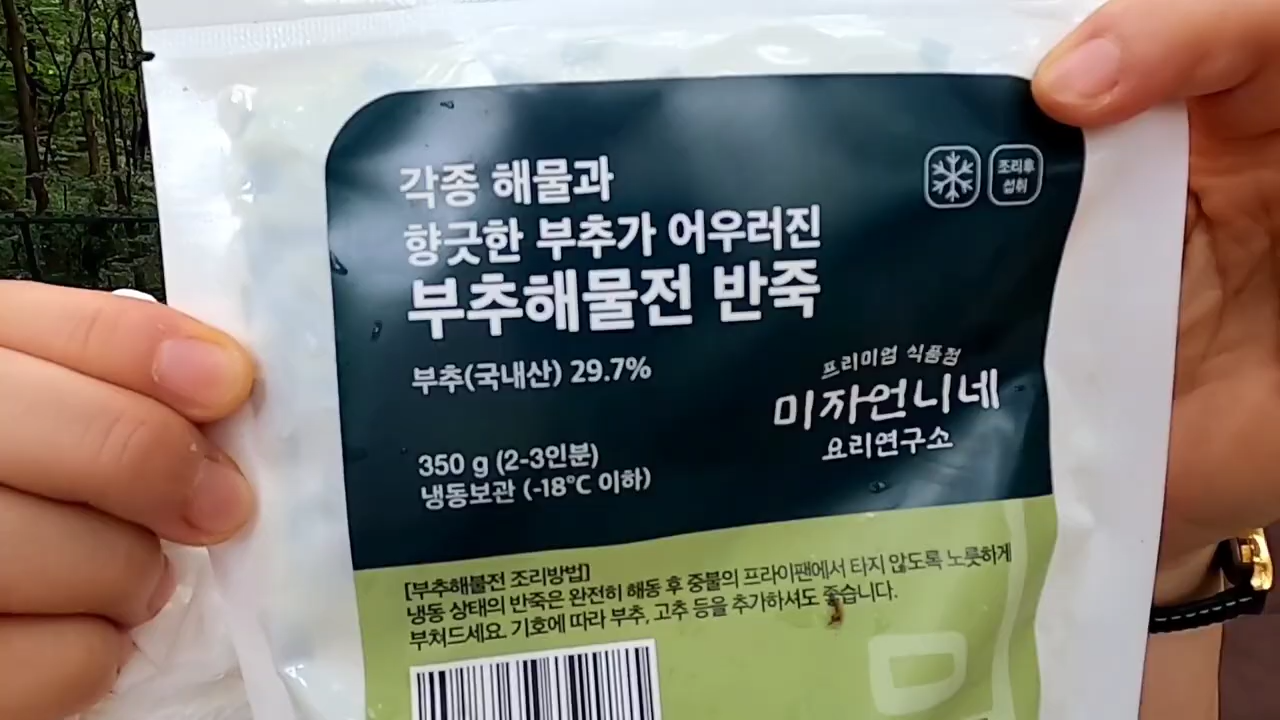 각종 해물과
향긋한 부추가 어우러진
부추해물전 반죽
부추(국내산) 29.7%
350 g (2-3인분)
냉동보관 (-18°C 이하)
조리후
섭취
프리미엄 식품점
미자언니네
요리연구소
[부추해물전 조리방법]
냉동 상태의 반죽은 완전히 해동 후 중불의 프라이팬에서 타지 않도록 노릇하게
부쳐드세요. 기호에 따라 부추, 고추 등을 추가하셔도 좋습니다.